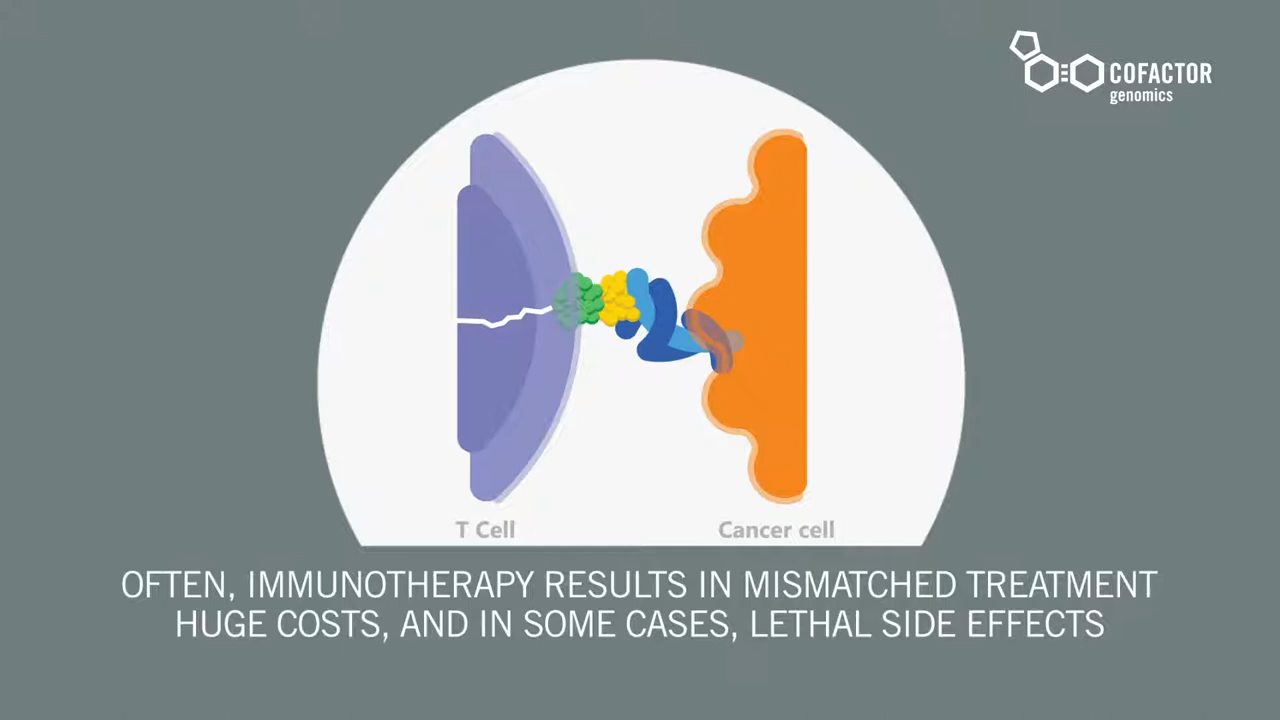 COFACTOR
genomics
T Cell
Cancer cell
OFTEN, IMMUNOTHERAPY RESULTS IN MISMATCHED TREATMENT
HUGE COSTS, AND IN SOME CASES, LETHAL SIDE EFFECTS